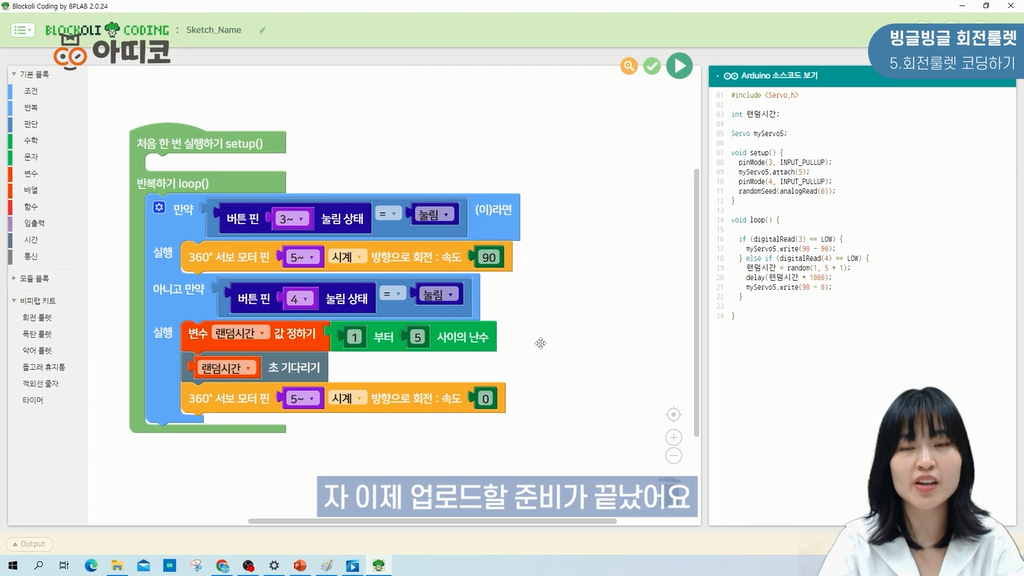 Blockoli Coding by BPLAB 2.0.24
BLOCKOLI CODING : Sketch_Name
아띠코
빙글빙글 회전룰렛
5.회전룰렛 코딩하기
기본 블록
조건
반복
판단
수학
문자
변수
배열
함수
입출력
시간
통신
모듈 블록
비피랩 키트
회전 룰렛
폭탄 룰렛
악어 룰렛
돌고래 휴지통
적외선 줄자
타이머
처음 한 번 실행하기 setup()
반복하기 loop()
만약 버튼 핀 3~ 눌림 상태 = 눌림 (이)라면
실행 360° 서보 모터 핀 5~ 시계 방향으로 회전 : 속도 90
아니고 만약 버튼 핀 4 눌림 상태 = 눌림
실행 변수 랜덤시간 값 정하기 1 부터 5 사이의 난수
랜덤시간 초 기다리기
360° 서보 모터 핀 5~ 시계 방향으로 회전 : 속도 0
Arduino 소스코드 보기
01 #include <Servo.h>
02
03 int 랜덤시간;
04
05 Servo myServo5;
06
07 void setup() {
08 pinMode(3, INPUT_PULLUP);
09 myServo5.attach(5);
10 pinMode(4, INPUT_PULLUP);
11 randomSeed(analogRead(0));
12 }
13
14 void loop() {
15
16 if (digitalRead(3) == LOW) {
17 myServo5.write(90 - 90);
18 } else if (digitalRead(4) == LOW) {
19 랜덤시간 = random(1, 5 + 1);
20 delay(랜덤시간 * 1000);
21 myServo5.write(90 - 0);
22 }
23
24 }
자 이제 업로드할 준비가 끝났어요
Output